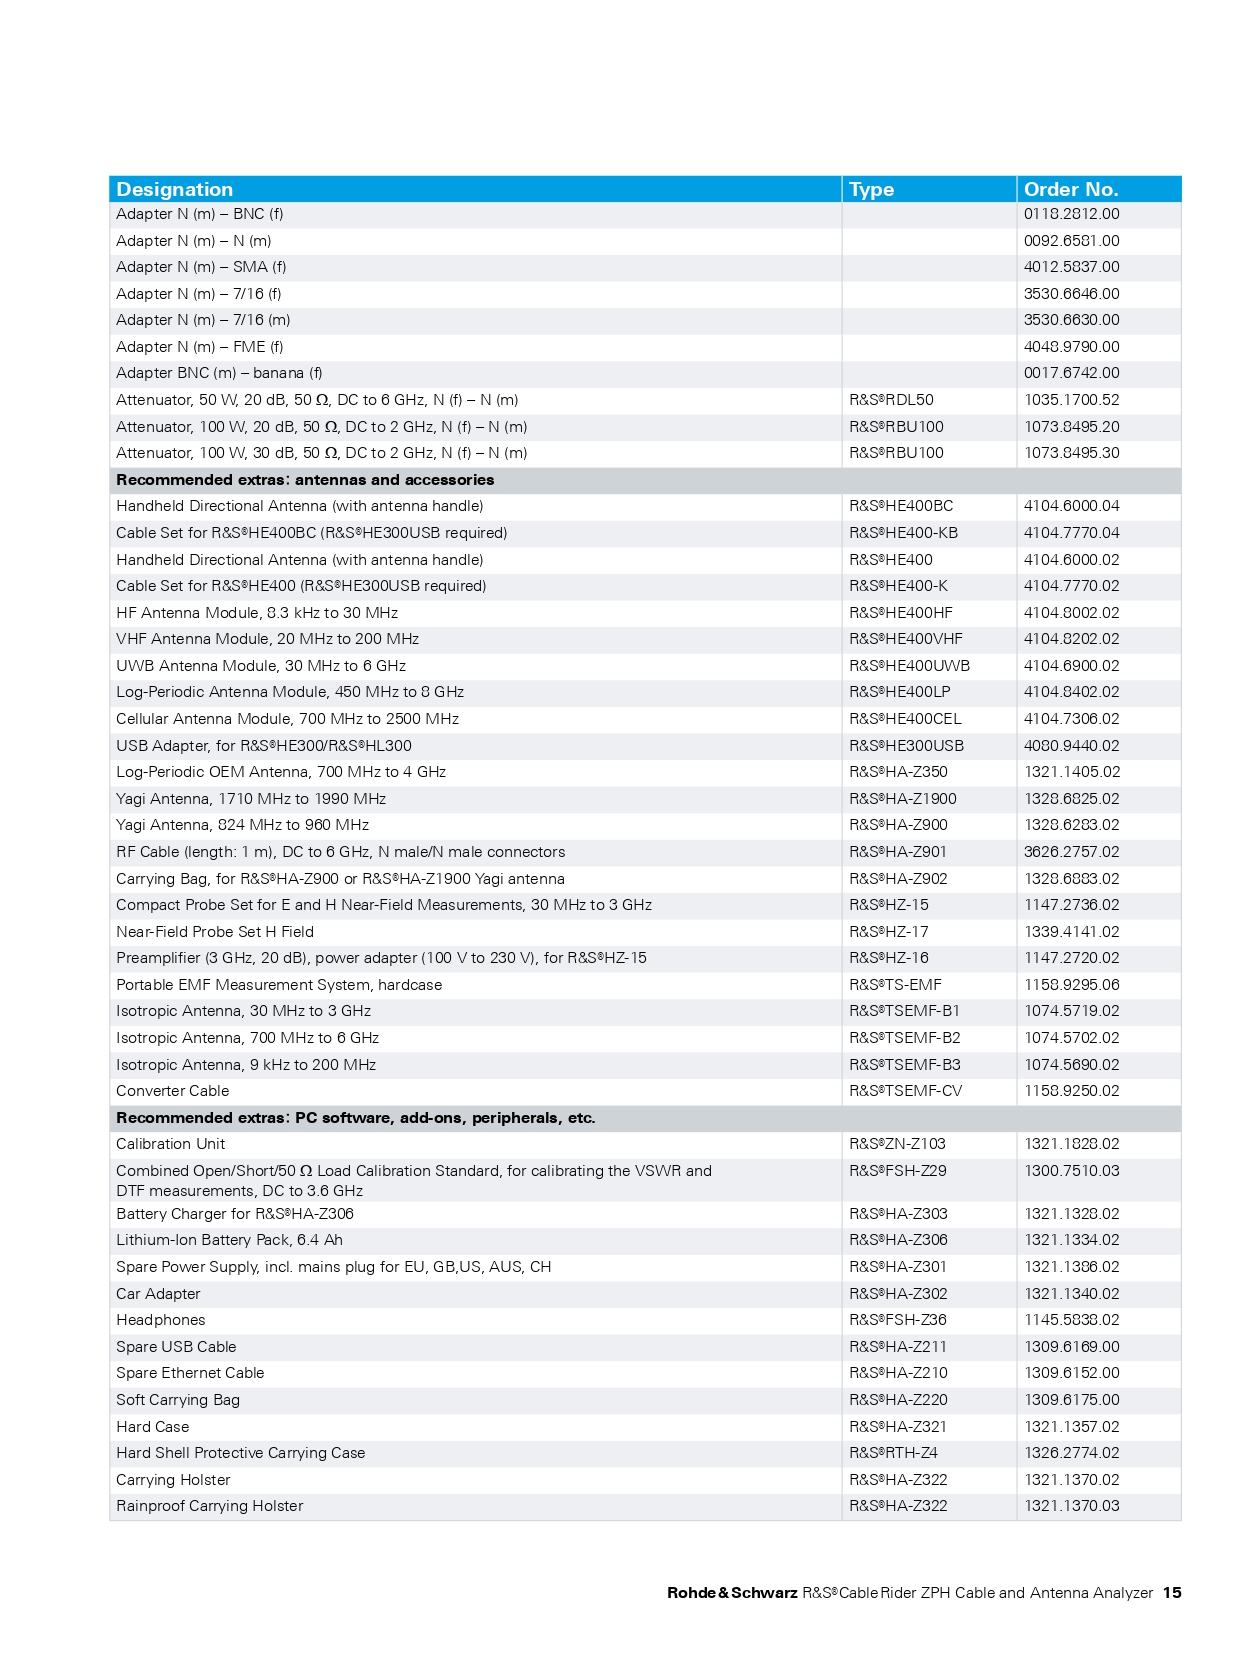 Designation Type Order No.
Adapter N (m) – BNC (f) 0118.2812.00
Adapter N (m) – N (m) 0092.6581.00
Adapter N (m) – SMA (f) 4012.5837.00
Adapter N (m) – 7/16 (f) 3530.6646.00
Adapter N (m) – 7/16 (m) 3530.6630.00
Adapter N (m) – FME (f) 4048.9790.00
Adapter BNC (m) – banana (f) 0017.6742.00
Attenuator, 50 W, 20 dB, 50 Ω, DC to 6 GHz, N (f) – N (m) R&S®RDL50 1035.1700.52
Attenuator, 100 W, 20 dB, 50 Ω, DC to 2 GHz, N (f) – N (m) R&S®RBU100 1073.8495.20
Attenuator, 100 W, 30 dB, 50 Ω, DC to 2 GHz, N (f) – N (m) R&S®RBU100 1073.8495.30
Recommended extras: antennas and accessories
Handheld Directional Antenna (with antenna handle) R&S®HE400BC 4104.6000.04
Cable Set for R&S®HE400BC (R&S®HE300USB required) R&S®HE400-KB 4104.7770.04
Handheld Directional Antenna (with antenna handle) R&S®HE400 4104.6000.02
Cable Set for R&S®HE400 (R&S®HE300USB required) R&S®HE400-K 4104.7770.02
HF Antenna Module, 8.3 kHz to 30 MHz R&S®HE400HF 4104.8002.02
VHF Antenna Module, 20 MHz to 200 MHz R&S®HE400VHF 4104.8202.02
UWB Antenna Module, 30 MHz to 6 GHz R&S®HE400UWB 4104.6900.02
Log-Periodic Antenna Module, 450 MHz to 8 GHz R&S®HE400LP 4104.8402.02
Cellular Antenna Module, 700 MHz to 2500 MHz R&S®HE400CEL 4104.7306.02
USB Adapter, for R&S®HE300/R&S®HL300 R&S®HE300USB 4080.9440.02
Log-Periodic OEM Antenna, 700 MHz to 4 GHz R&S®HA-Z350 1321.1405.02
Yagi Antenna, 1710 MHz to 1990 MHz R&S®HA-Z1900 1328.6825.02
Yagi Antenna, 824 MHz to 960 MHz R&S®HA-Z900 1328.6283.02
RF Cable (length: 1 m), DC to 6 GHz, N male/N male connectors R&S®HA-Z901 3626.2757.02
Carrying Bag, for R&S®HA-Z900 or R&S®HA-Z1900 Yagi antenna R&S®HA-Z902 1328.6883.02
Compact Probe Set for E and H Near-Field Measurements, 30 MHz to 3 GHz R&S®HZ-15 1147.2736.02
Near-Field Probe Set H Field R&S®HZ-17 1339.4141.02
Preamplifier (3 GHz, 20 dB), power adapter (100 V to 230 V), for R&S®HZ-15 R&S®HZ-16 1147.2720.02
Portable EMF Measurement System, hardcase R&S®TS-EMF 1158.9295.06
Isotropic Antenna, 30 MHz to 3 GHz R&S®TSEMF-B1 1074.5719.02
Isotropic Antenna, 700 MHz to 6 GHz R&S®TSEMF-B2 1074.5702.02
Isotropic Antenna, 9 kHz to 200 MHz R&S®TSEMF-B3 1074.5690.02
Converter Cable R&S®TSEMF-CV 1158.9250.02
Recommended extras: PC software, add-ons, peripherals, etc.
Calibration Unit R&S®ZN-Z103 1321.1828.02
Combined Open/Short/50 Ω Load Calibration Standard, for calibrating the VSWR and R&S®FSH-Z29 1300.7510.03
DTF measurements, DC to 3.6 GHz
Battery Charger for R&S®HA-Z306 R&S®HA-Z303 1321.1328.02
Lithium-Ion Battery Pack, 6.4 Ah R&S®HA-Z306 1321.1334.02
Spare Power Supply, incl. mains plug for EU, GB,US, AUS, CH R&S®HA-Z301 1321.1386.02
Car Adapter R&S®HA-Z302 1321.1340.02
Headphones R&S®FSH-Z36 1145.5838.02
Spare USB Cable R&S®HA-Z211 1309.6169.00
Spare Ethernet Cable R&S®HA-Z210 1309.6152.00
Soft Carrying Bag R&S®HA-Z220 1309.6175.00
Hard Case R&S®HA-Z321 1321.1357.02
Hard Shell Protective Carrying Case R&S®RTH-Z4 1326.2774.02
Carrying Holster R&S®HA-Z322 1321.1370.02
Rainproof Carrying Holster R&S®HA-Z322 1321.1370.03
Rohde & Schwarz R&S®Cable Rider ZPH Cable and Antenna Analyzer 15